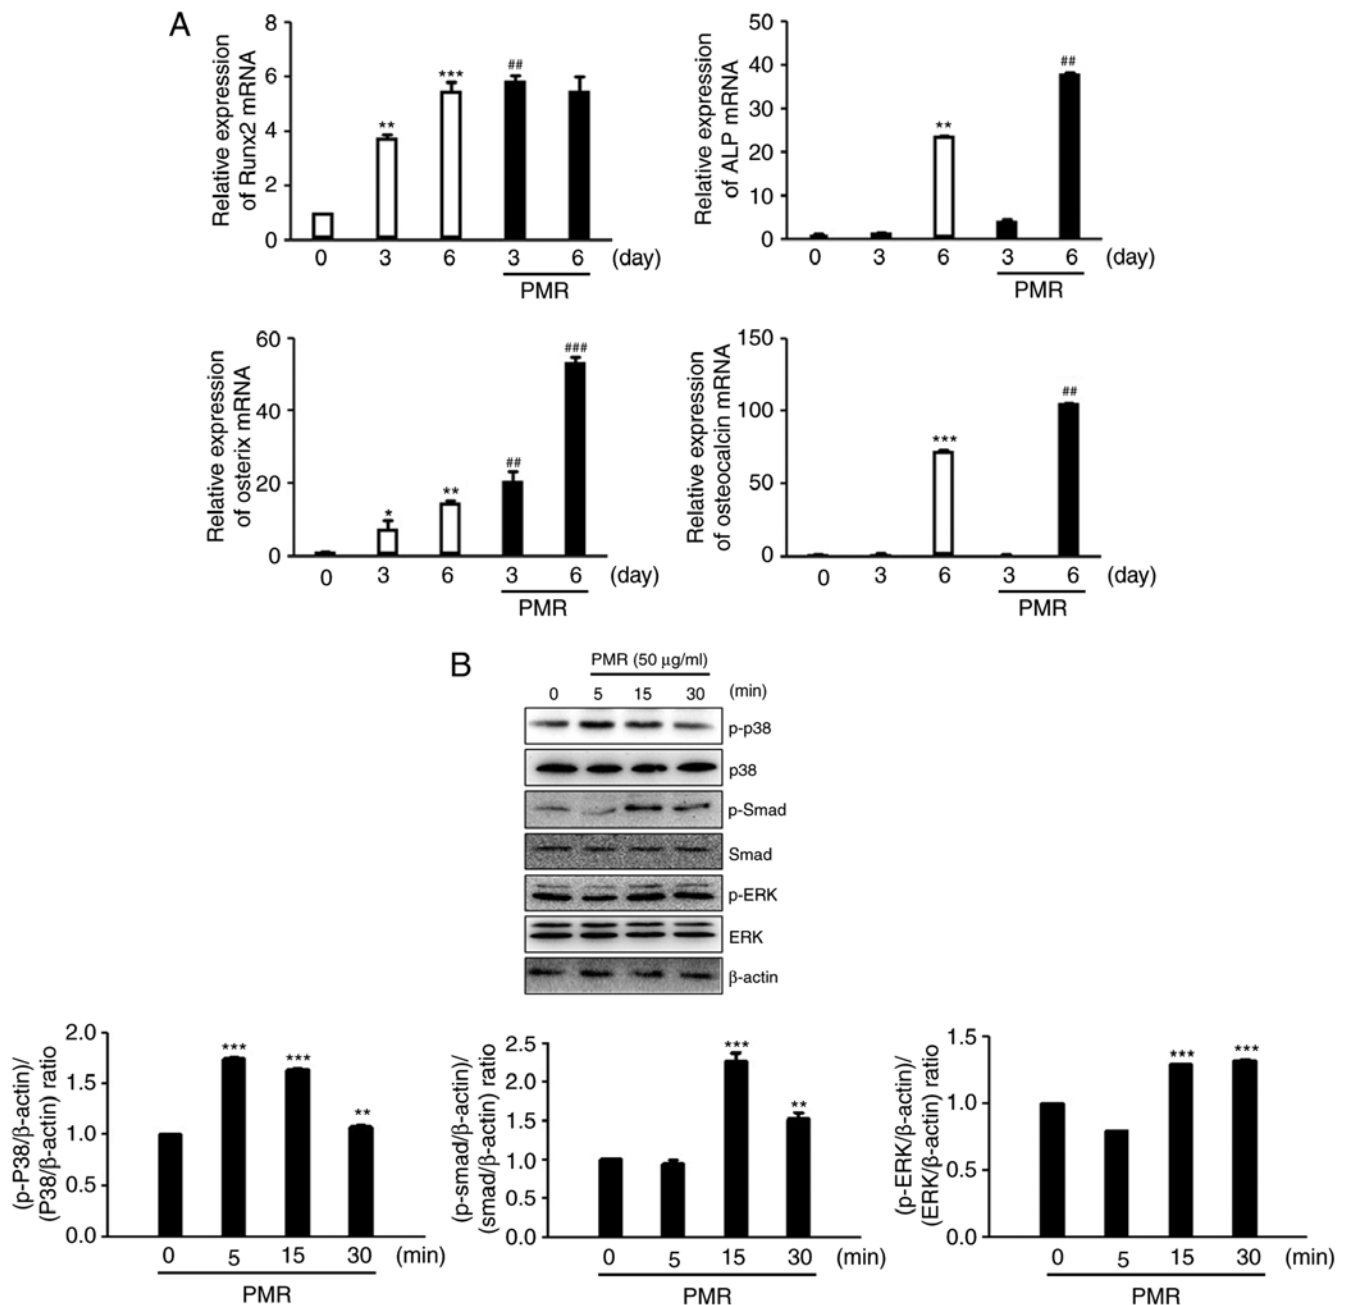 A
Relative expression
of Runx2 mRNA
8
6
4
2
0
**
***
##
0 3 6 3 6 (day)
PMR
Relative expression
of ALP mRNA
50
40
30
20
10
0
**
##
0 3 6 3 6 (day)
PMR
Relative expression
of osterix mRNA
60
40
20
0
*
**
##
###
0 3 6 3 6 (day)
PMR
Relative expression
of osteocalcin mRNA
150
100
50
0
***
##
0 3 6 3 6 (day)
PMR
B
PMR (50 μg/ml)
0 5 15 30 (min)
p-p38
p38
p-Smad
Smad
p-ERK
ERK
β-actin
(p-P38/β-actin)/
(P38/β-actin) ratio
2.0
1.5
1.0
0.5
0.0
***
***
**
0 5 15 30 (min)
PMR
(p-smad/β-actin)/
(smad/β-actin) ratio
2.5
2.0
1.5
1.0
0.5
0.0
***
**
0 5 15 30 (min)
PMR
(p-ERK/β-actin)/
(ERK/β-actin) ratio
1.5
1.0
0.5
0.0
***
***
0 5 15 30 (min)
PMR